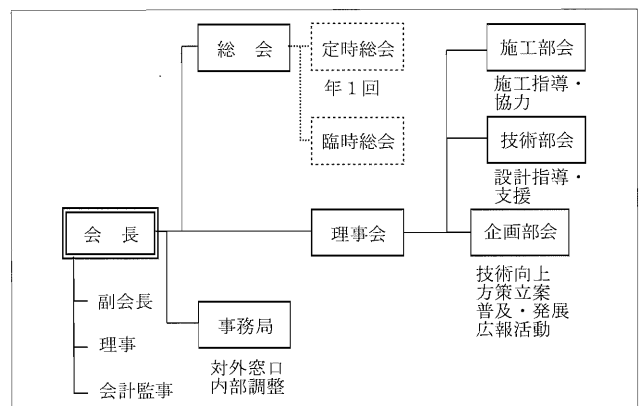 総会
定時総会
年1回
臨時総会
施工部会
施工指導・
協力
技術部会
設計指導・
支援
会長
理事会
企画部会
技術向上
方策立案
普及・発展
広報活動
副会長
理事
会計監事
事務局
対外窓口
内部調整